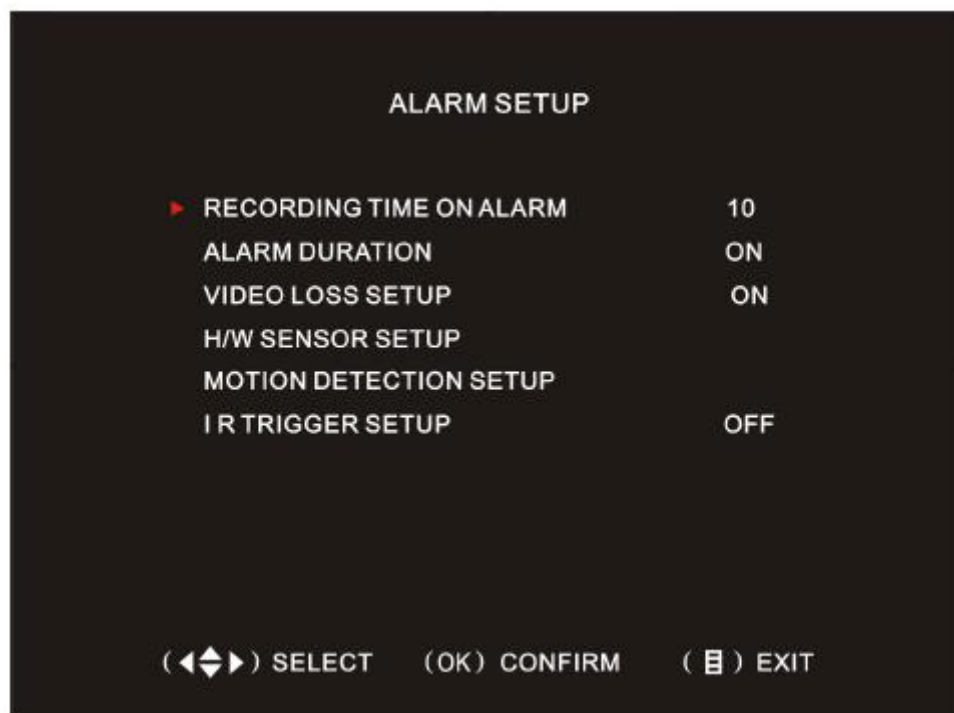 ALARM SETUP
RECORDING TIME ON ALARM 10
ALARM DURATION ON
VIDEO LOSS SETUP ON
H/W SENSOR SETUP
MOTION DETECTION SETUP
I R TRIGGER SETUP OFF
(◀♦▶) SELECT (OK) CONFIRM (目) EXIT